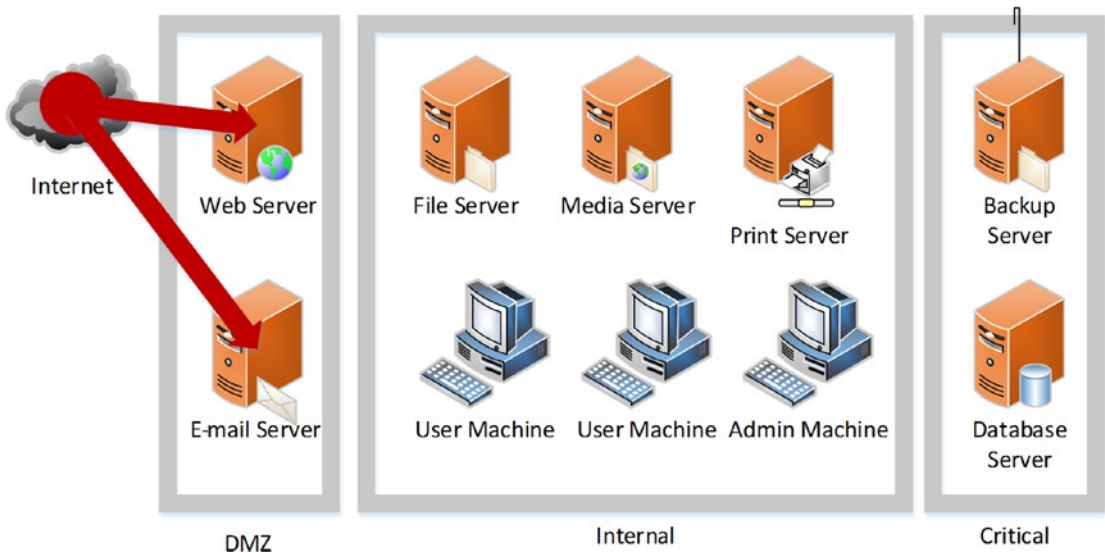 Internet
Web Server
File Server
Media Server
Print Server
Backup
Server
E-mail Server
User Machine
User Machine
Admin Machine
Database
Server
DMZ
Internal
Critical